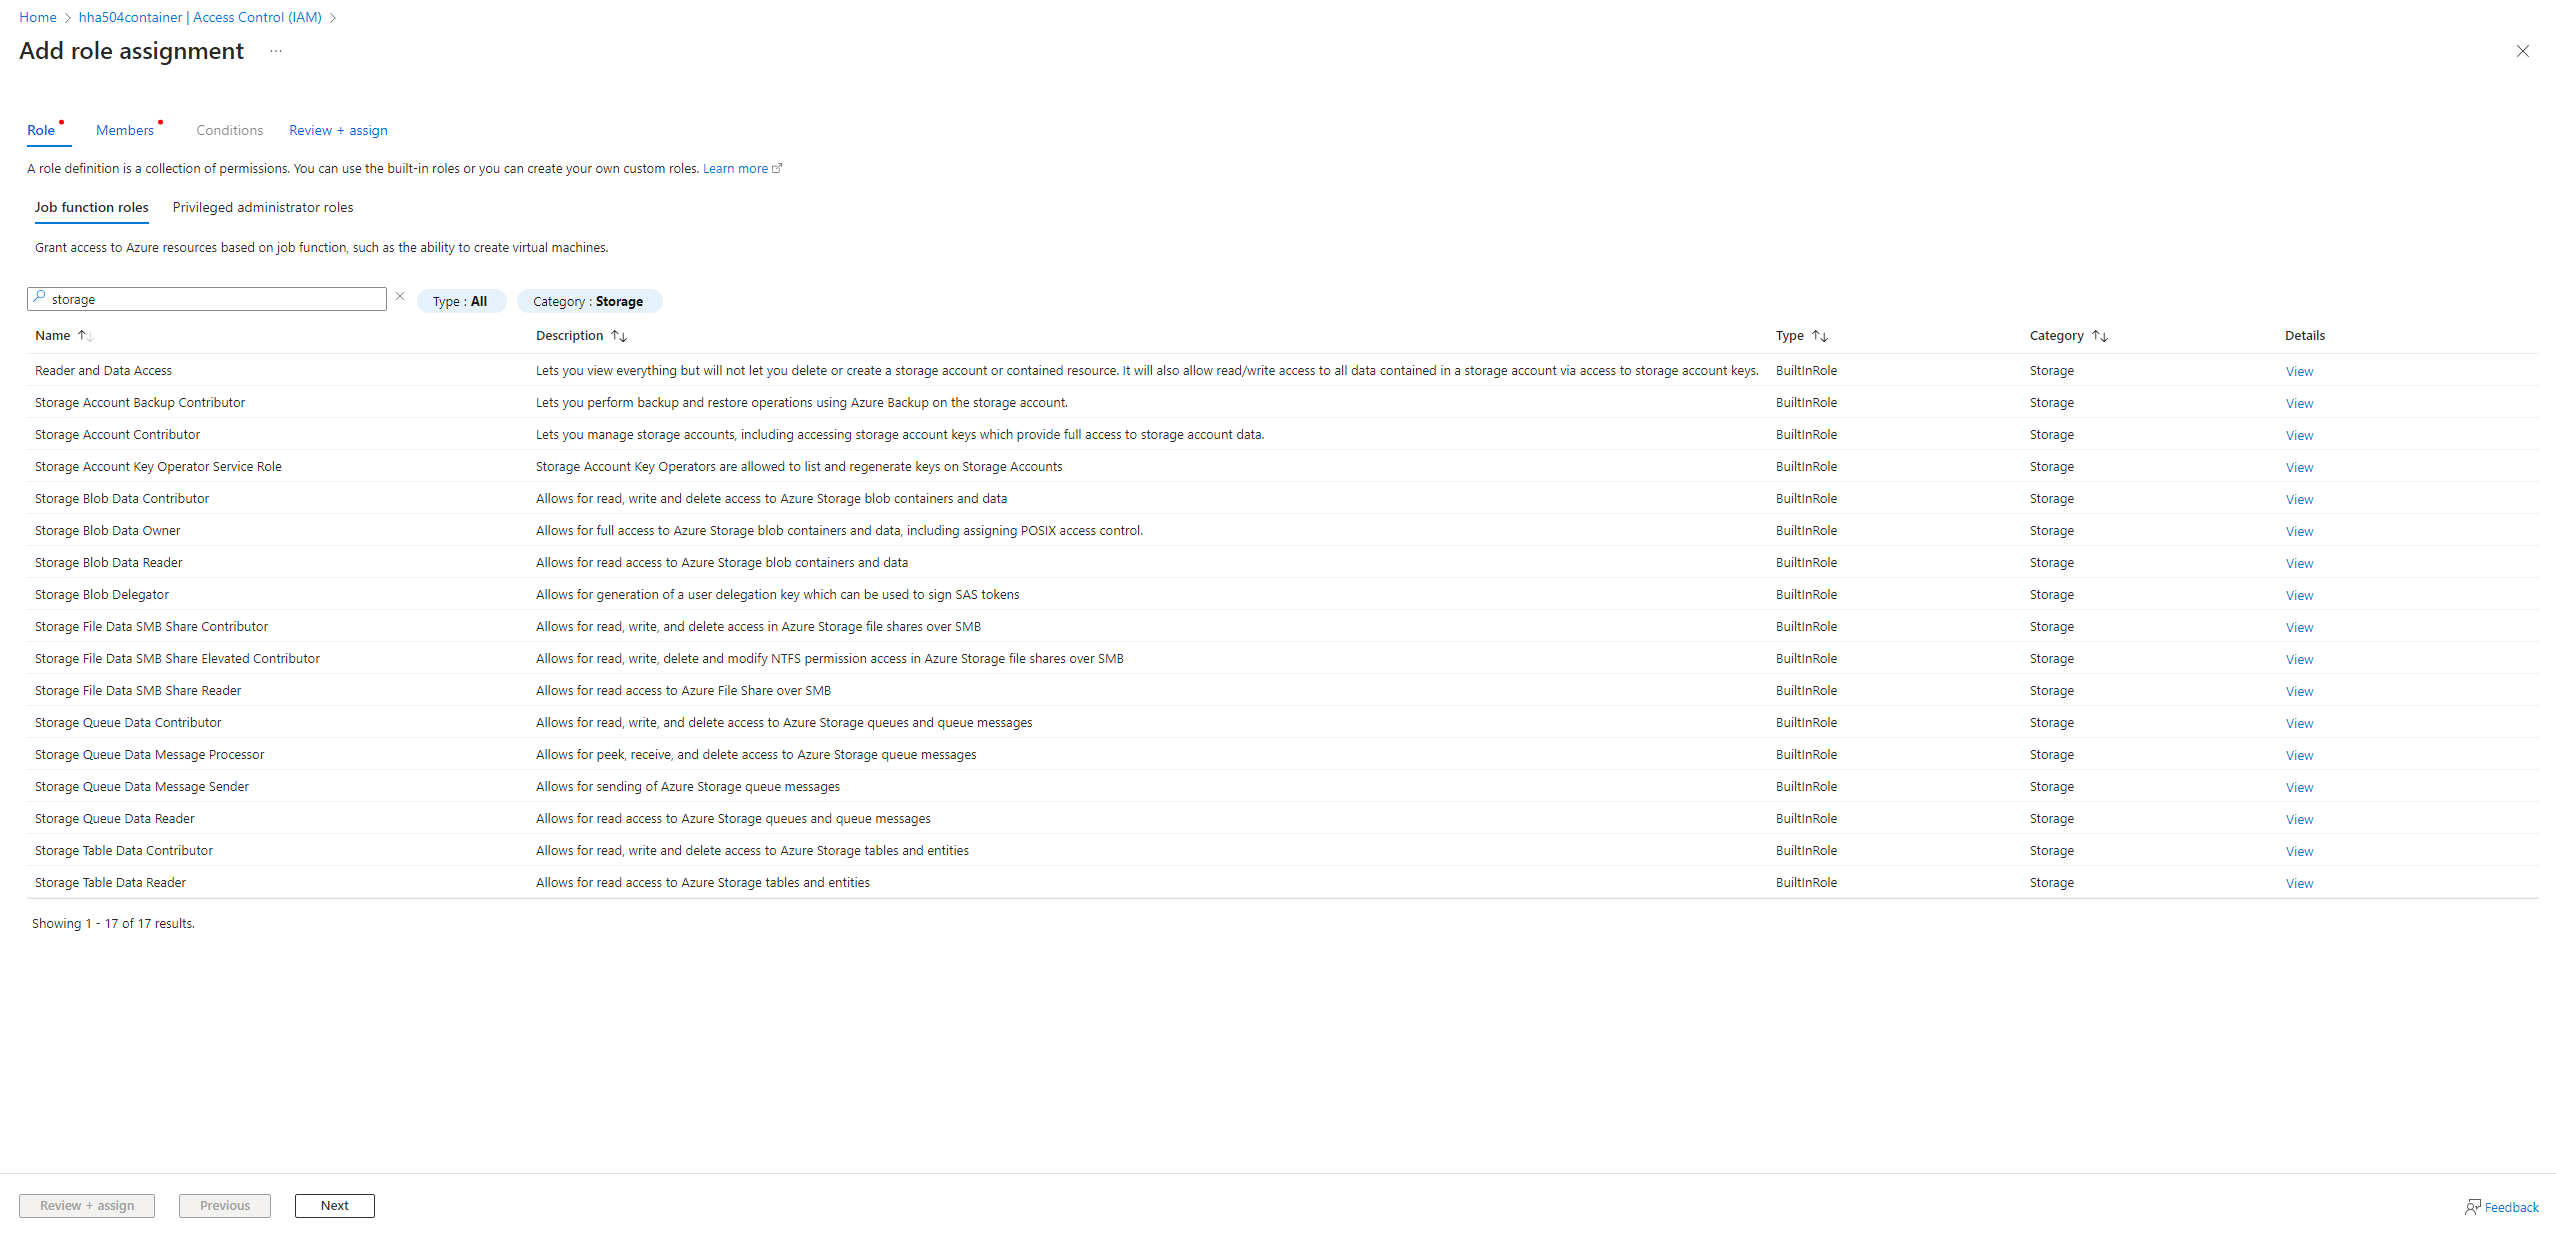 Home > hha504container | Access Control (IAM) >
Add role assignment ...
Role Members Conditions Review + assign
A role definition is a collection of permissions. You can use the built-in roles or you can create your own custom roles. Learn more
Job function roles Privileged administrator roles
Grant access to Azure resources based on job function, such as the ability to create virtual machines.
storage Type : All Category : Storage
Name Description Type Category Details
Reader and Data Access Lets you view everything but will not let you delete or create a storage account or contained resource. It will also allow read/write access to all data contained in a storage account via access to storage account keys. BuiltInRole Storage View
Storage Account Backup Contributor Lets you perform backup and restore operations using Azure Backup on the storage account. BuiltInRole Storage View
Storage Account Contributor Lets you manage storage accounts, including accessing storage account keys which provide full access to storage account data. BuiltInRole Storage View
Storage Account Key Operator Service Role Storage Account Key Operators are allowed to list and regenerate keys on Storage Accounts BuiltInRole Storage View
Storage Blob Data Contributor Allows for read, write and delete access to Azure Storage blob containers and data BuiltInRole Storage View
Storage Blob Data Owner Allows for full access to Azure Storage blob containers and data, including assigning POSIX access control. BuiltInRole Storage View
Storage Blob Data Reader Allows for read access to Azure Storage blob containers and data BuiltInRole Storage View
Storage Blob Delegator Allows for generation of a user delegation key which can be used to sign SAS tokens BuiltInRole Storage View
Storage File Data SMB Share Contributor Allows for read, write, and delete access in Azure Storage file shares over SMB BuiltInRole Storage View
Storage File Data SMB Share Elevated Contributor Allows for read, write, delete and modify NTFS permission access in Azure Storage file shares over SMB BuiltInRole Storage View
Storage File Data SMB Share Reader Allows for read access to Azure File Share over SMB BuiltInRole Storage View
Storage Queue Data Contributor Allows for read, write, and delete access to Azure Storage queues and queue messages BuiltInRole Storage View
Storage Queue Data Message Processor Allows for peek, receive, and delete access to Azure Storage queue messages BuiltInRole Storage View
Storage Queue Data Message Sender Allows for sending of Azure Storage queue messages BuiltInRole Storage View
Storage Queue Data Reader Allows for read access to Azure Storage queues and queue messages BuiltInRole Storage View
Storage Table Data Contributor Allows for read, write and delete access to Azure Storage tables and entities BuiltInRole Storage View
Storage Table Data Reader Allows for read access to Azure Storage tables and entities BuiltInRole Storage View
Showing 1 - 17 of 17 results.
Review + assign Previous Next Feedback